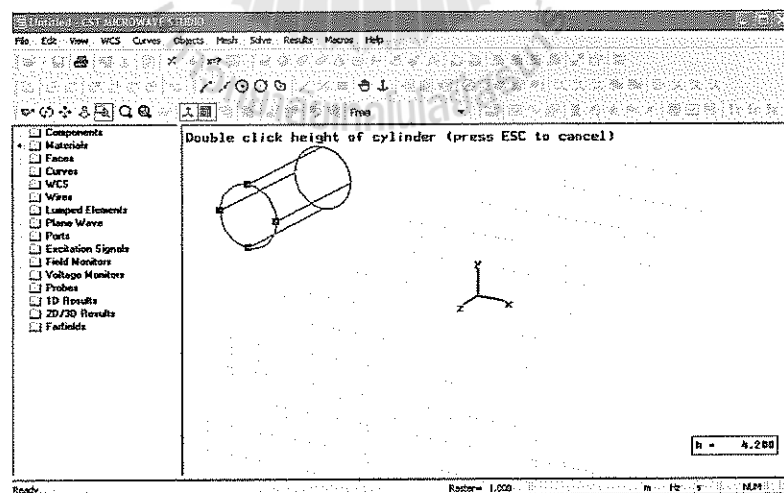 Untitled - CST MICROWAVE STUDIO
File Edit View WCS Curves Objects Mesh Solve Results Macros Help
Free
Double click height of cylinder (press ESC to cancel)
Components
Materials
Faces
Curves
WCS
Wires
Lumped Elements
Plane Wave
Ports
Excitation Signals
Field Monitors
Voltage Monitors
Probes
1D Results
2D/3D Results
Farfields
y
z x
h = 4.200
Ready Raster= 1.000 m Hz s NUM